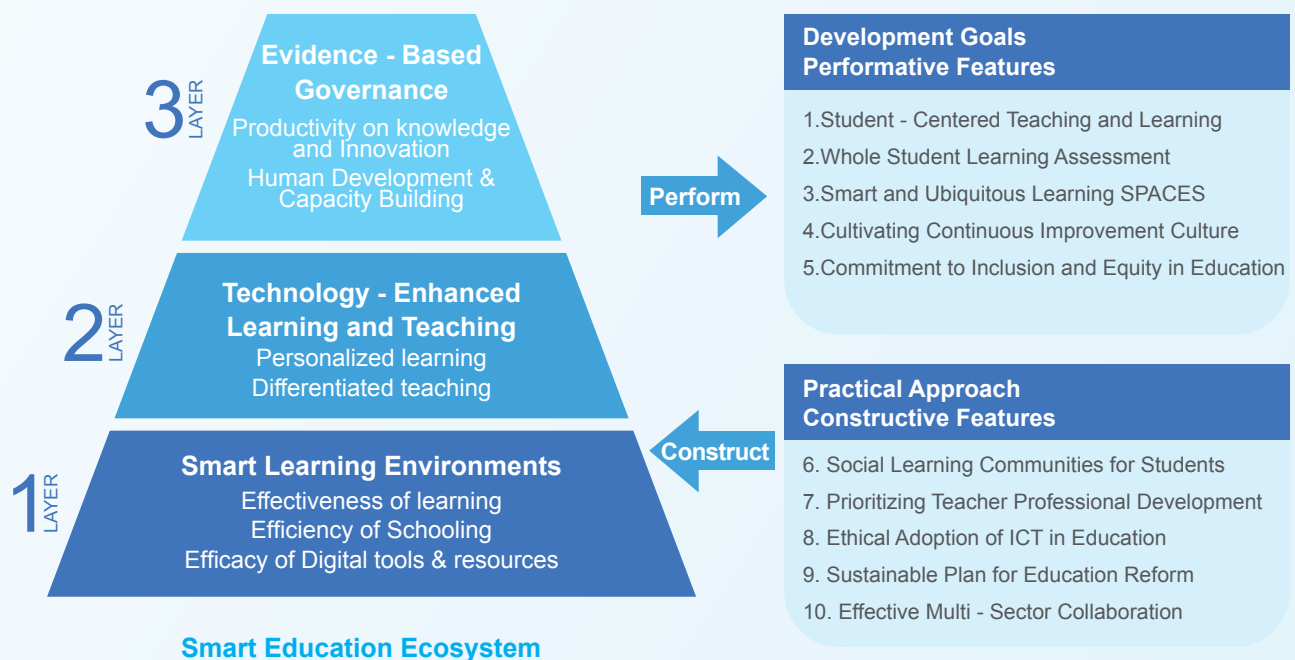 3
LAYER
Evidence - Based
Governance
Productivity on knowledge
and Innovation
Human Development &
Capacity Building
2
LAYER
Technology - Enhanced
Learning and Teaching
Personalized learning
Differentiated teaching
1
LAYER
Smart Learning Environments
Effectiveness of learning
Efficiency of Schooling
Efficacy of Digital tools & resources
Smart Education Ecosystem
Perform
Construct
Development Goals
Performative Features
1.Student - Centered Teaching and Learning
2.Whole Student Learning Assessment
3.Smart and Ubiquitous Learning SPACES
4.Cultivating Continuous Improvement Culture
5.Commitment to Inclusion and Equity in Education
Practical Approach
Constructive Features
6. Social Learning Communities for Students
7. Prioritizing Teacher Professional Development
8. Ethical Adoption of ICT in Education
9. Sustainable Plan for Education Reform
10. Effective Multi - Sector Collaboration